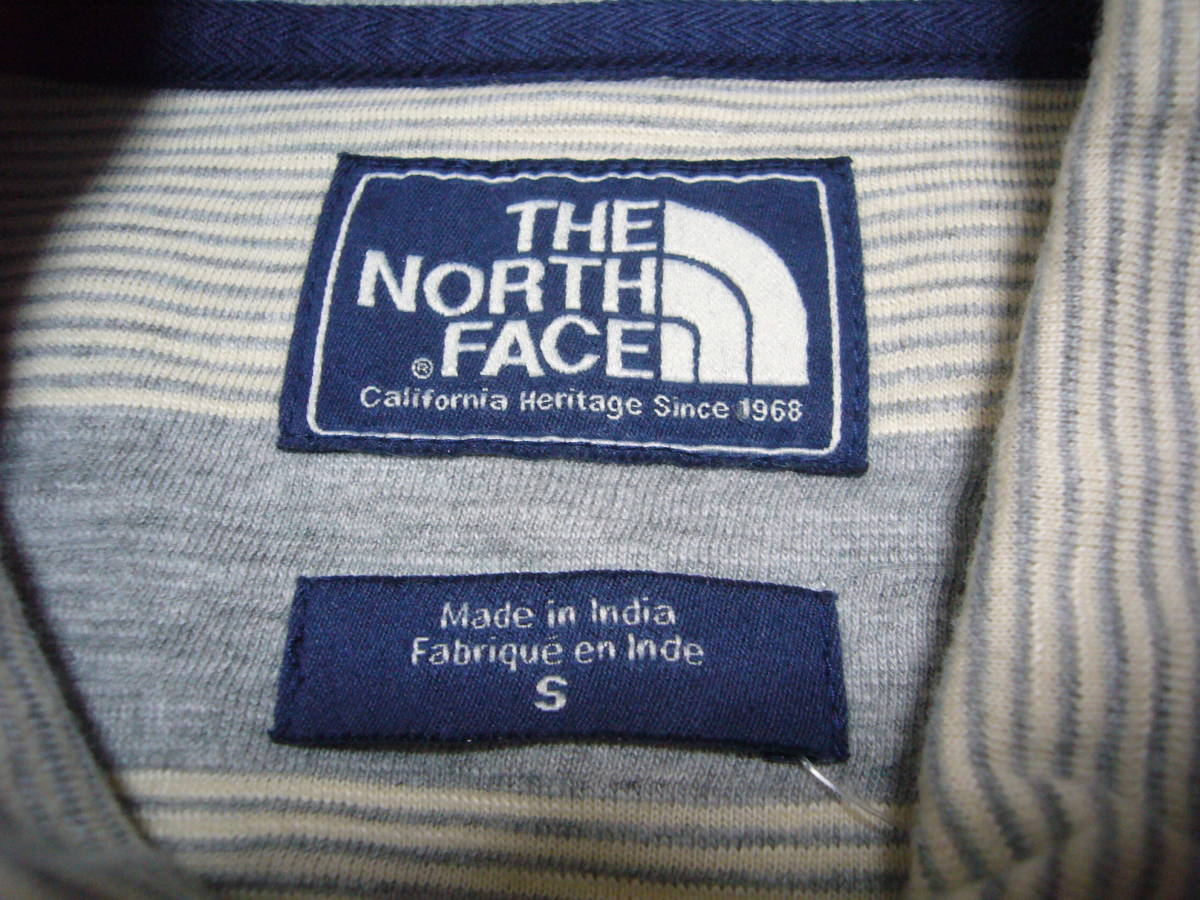 THE
NORTH
® FACE
California Heritage Since 1968
Made in India
Fabriqué en Inde
S